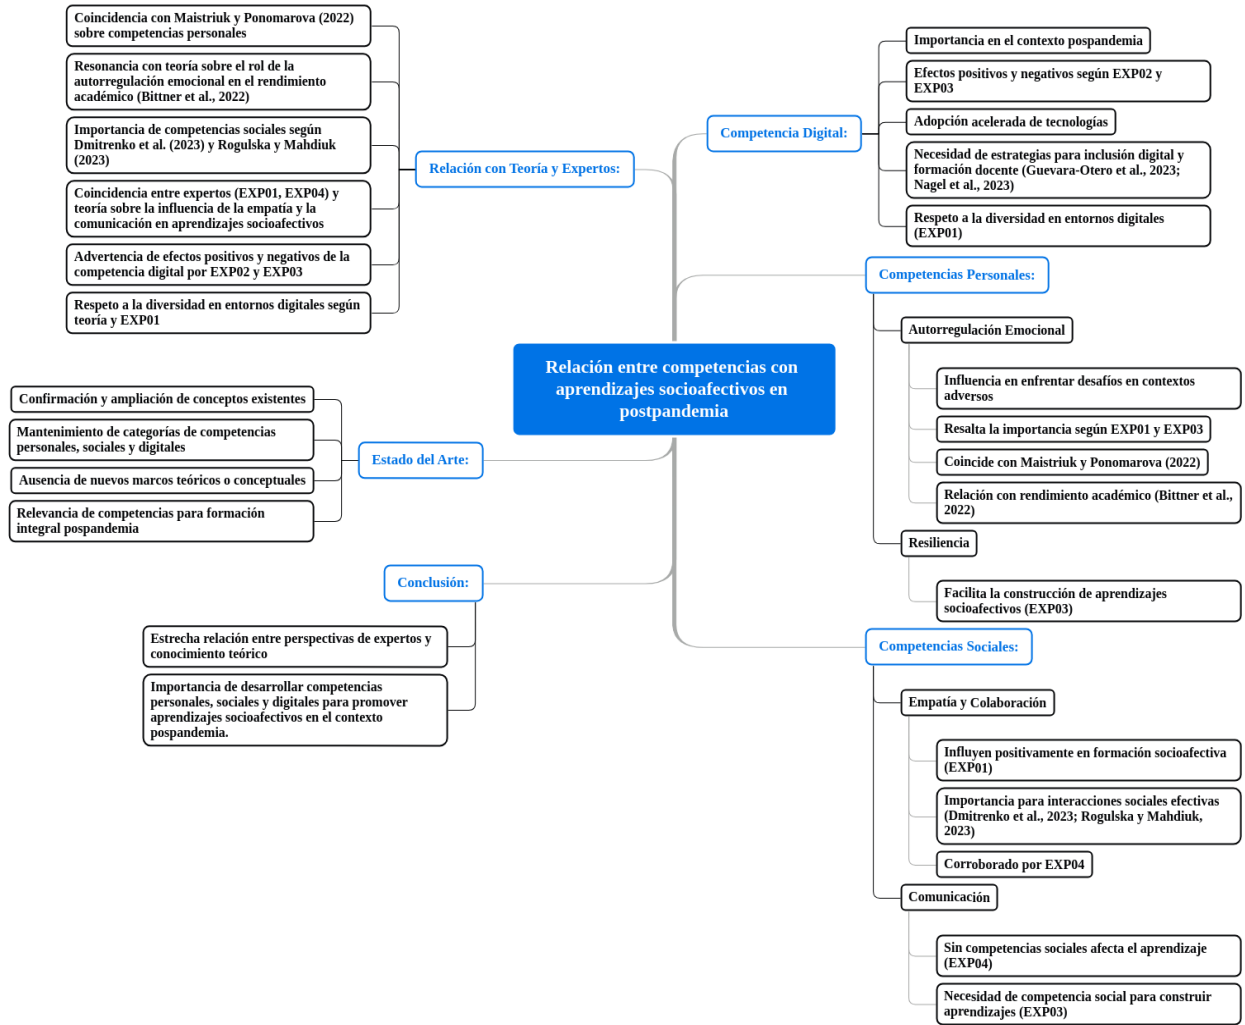 Relación entre competencias con
aprendizajes socioafectivos en
postpandemia
Relación con Teoría y Expertos:
Coincidencia con Maistriuk y Ponomarova (2022)
sobre competencias personales
Resonancia con teoría sobre el rol de la
autorregulación emocional en el rendimiento
académico (Bittner et al., 2022)
Importancia de competencias sociales según
Dmitrenko et al. (2023) y Rogulska y Mahdiuk
(2023)
Coincidencia entre expertos (EXP01, EXP04) y
teoría sobre la influencia de la empatía y la
comunicación en aprendizajes socioafectivos
Advertencia de efectos positivos y negativos de la
competencia digital por EXP02 y EXP03
Respeto a la diversidad en entornos digitales según
teoría y EXP01
Estado del Arte:
Confirmación y ampliación de conceptos existentes
Mantenimiento de categorías de competencias
personales, sociales y digitales
Ausencia de nuevos marcos teóricos o conceptuales
Relevancia de competencias para formación
integral pospandemia
Conclusión:
Estrecha relación entre perspectivas de expertos y
conocimiento teórico
Importancia de desarrollar competencias
personales, sociales y digitales para promover
aprendizajes socioafectivos en el contexto
pospandemia.
Competencia Digital:
Importancia en el contexto pospandemia
Efectos positivos y negativos según EXP02 y
EXP03
Adopción acelerada de tecnologías
Necesidad de estrategias para inclusión digital y
formación docente (Guevara-Otero et al., 2023;
Nagel et al., 2023)
Respeto a la diversidad en entornos digitales
(EXP01)
Competencias Personales:
Autorregulación Emocional
Influencia en enfrentar desafíos en contextos
adversos
Resalta la importancia según EXP01 y EXP03
Coincide con Maistriuk y Ponomarova (2022)
Relación con rendimiento académico (Bittner et al.,
2022)
Resiliencia
Facilita la construcción de aprendizajes
socioafectivos (EXP03)
Competencias Sociales:
Empatía y Colaboración
Influyen positivamente en formación socioafectiva
(EXP01)
Importancia para interacciones sociales efectivas
(Dmitrenko et al., 2023; Rogulska y Mahdiuk,
2023)
Corroborado por EXP04
Comunicación
Sin competencias sociales afecta el aprendizaje
(EXP04)
Necesidad de competencia social para construir
aprendizajes (EXP03)